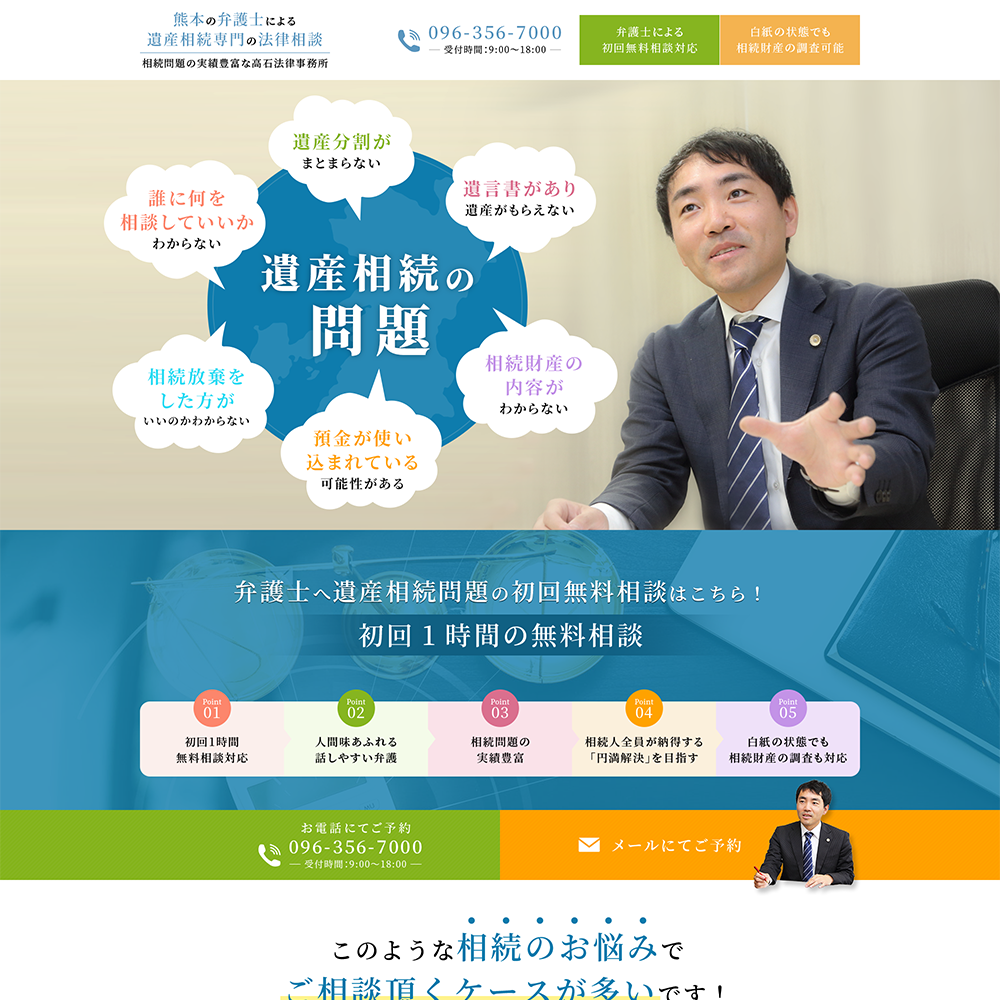 熊本の弁護士による
遺産相続専門の法律相談
相続問題の実績豊富な高石法律事務所
096-356-7000
受付時間:9:00〜18:00
弁護士による
初回無料相談対応
白紙の状態でも
相続財産の調査可能
遺産分割が
まとまらない
誰に何を
相談していいか
わからない
遺言書があり
遺産がもらえない
遺産相続の
問題
相続放棄を
した方が
いいのかわからない
相続財産の
内容が
わからない
預金が使い
込まれている
可能性がある
弁護士へ遺産相続問題の初回無料相談はこちら！
初回１時間の無料相談
Point
01
初回1時間
無料相談対応
Point
02
人間味あふれる
話しやすい弁護
Point
03
相続問題の
実績豊富
Point
04
相続人全員が納得する
「円満解決」を目指す
Point
05
白紙の状態でも
相続財産の調査も対応
お電話にてご予約
096-356-7000
受付時間:9:00〜18:00
メールにてご予約
このような相続のお悩みで
ご相談頂くケースが多いです！